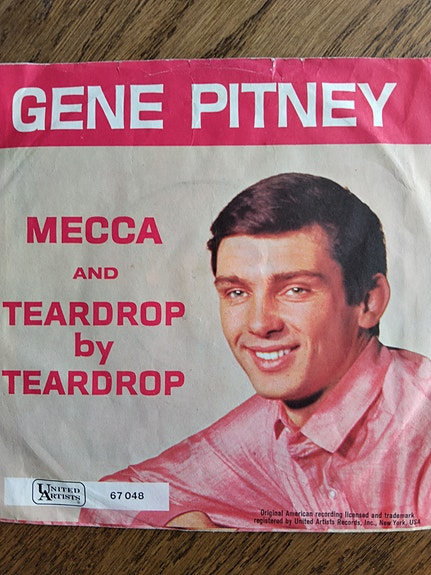 GENE PITNEY
MECCA
AND
TEARDROP
by
TEARDROP
UNITED
ARTISTS
67 048
Original American recording licensed and trademark
registered by United Artists Records, Inc., New York, USA